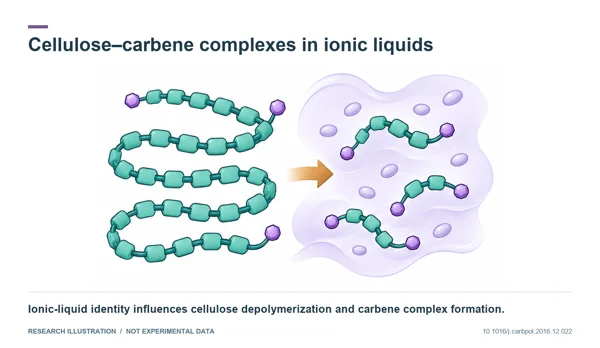 Cellulose–carbene complexes in ionic liquids
Ionic-liquid identity influences cellulose depolymerization and carbene complex formation.
RESEARCH ILLUSTRATION / NOT EXPERIMENTAL DATA
10.1016/j.carbpol.2016.12.022